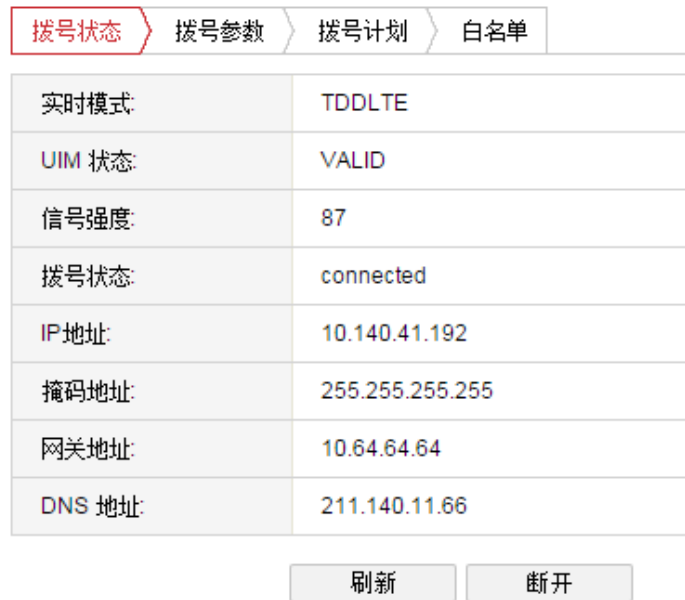 拨号状态 拨号参数 拨号计划 白名单
实时模式: TDDLTE
UIM 状态: VALID
信号强度: 87
拨号状态: connected
IP地址: 10.140.41.192
掩码地址: 255.255.255.255
网关地址: 10.64.64.64
DNS 地址: 211.140.11.66
刷新 断开